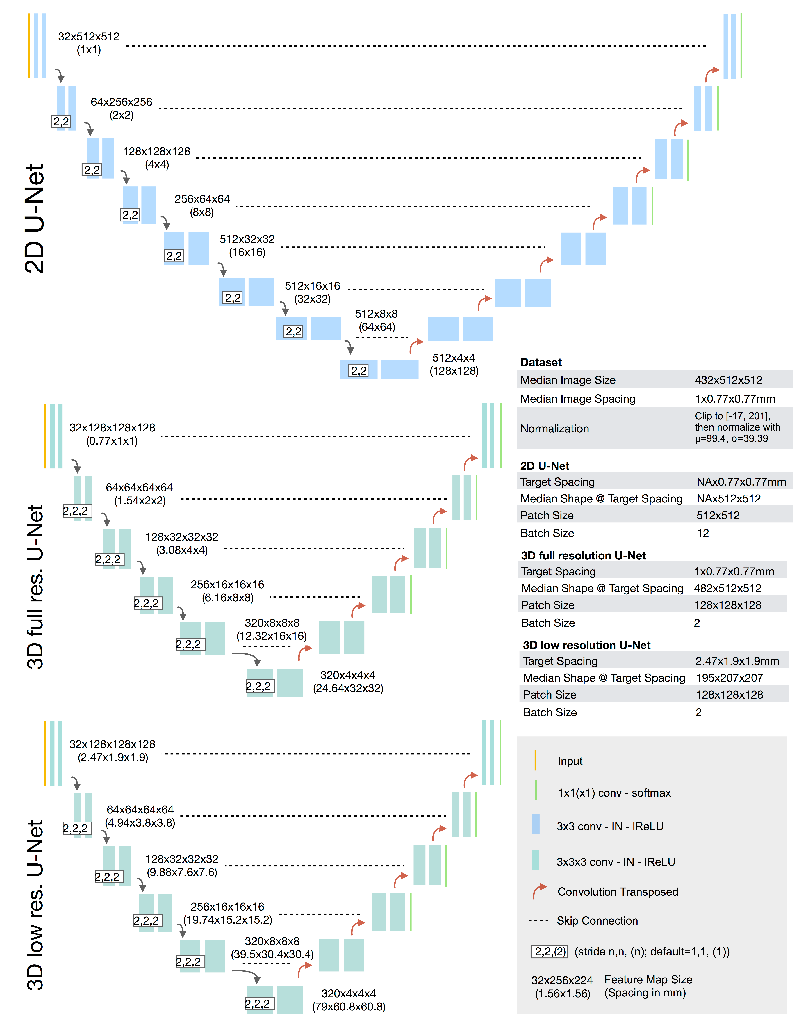 2D U-Net
32x512x512
(1x1)
64x256x256
(2x2)
2,2
128x128x128
(4x4)
2,2
256x64x64
(8x8)
2,2
512x32x32
(16x16)
2,2
512x16x16
(32x32)
2,2
512x8x8
(64x64)
2,2
512x4x4
(128x128)
2,2
3D full res. U-Net
32x128x128x128
(0.77x1x1)
64x64x64x64
(1.54x2x2)
2,2,2
128x32x32x32
(3.08x4x4)
2,2,2
256x16x16x16
(6.16x8x8)
2,2,2
320x8x8x8
(12.32x16x16)
2,2,2
320x4x4x4
(24.64x32x32)
2,2,2
3D low res. U-Net
32x128x128x128
(2.47x1.9x1.9)
64x64x64x64
(4.94x3.8x3.8)
2,2,2
128x32x32x32
(9.88x7.6x7.6)
2,2,2
256x16x16x16
(19.74x15.2x15.2)
2,2,2
320x8x8x8
(39.5x30.4x30.4)
2,2,2
320x4x4x4
(79x60.8x60.8)
2,2,2
Dataset
Median Image Size 432x512x512
Median Image Spacing 1x0.77x0.77mm
Normalization Clip to [-17, 201],
then normalize with
μ=99.4, σ=39.39
2D U-Net
Target Spacing NAx0.77x0.77mm
Median Shape @ Target Spacing NAx512x512
Patch Size 512x512
Batch Size 12
3D full resolution U-Net
Target Spacing 1x0.77x0.77mm
Median Shape @ Target Spacing 482x512x512
Patch Size 128x128x128
Batch Size 2
3D low resolution U-Net
Target Spacing 2.47x1.9x1.9mm
Median Shape @ Target Spacing 195x207x207
Patch Size 128x128x128
Batch Size 2
Input
1x1(x1) conv - softmax
3x3 conv - IN - lReLU
3x3x3 conv - IN - lReLU
Convolution Transposed
Skip Connection
2,2,(2) (stride n,n, (n); default=1,1, (1))
32x256x224 Feature Map Size
(1.56x1.56) (Spacing in mm)